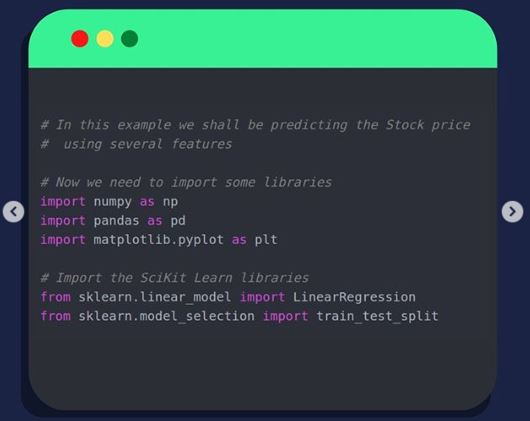 # In this example we shall be predicting the Stock price
#  using several features
# Now we need to import some libraries
import numpy as np
import pandas as pd
import matplotlib.pyplot as plt
# Import the SciKit Learn libraries
from sklearn.linear_model import LinearRegression
from sklearn.model_selection import train_test_split